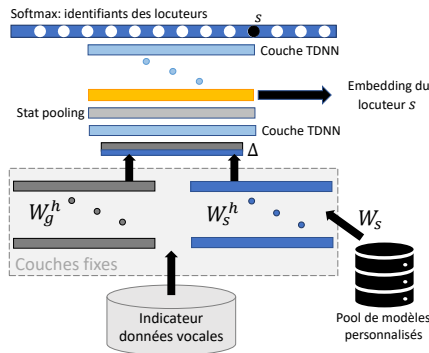 Softmax: identifiants des locuteurs
s
Couche TDNN
Embedding du
locuteur s
Stat pooling
Couche TDNN
Δ
W_g^h
W_s^h
W_s
Couches fixes
Indicateur
données vocales
Pool de modèles
personnalisés